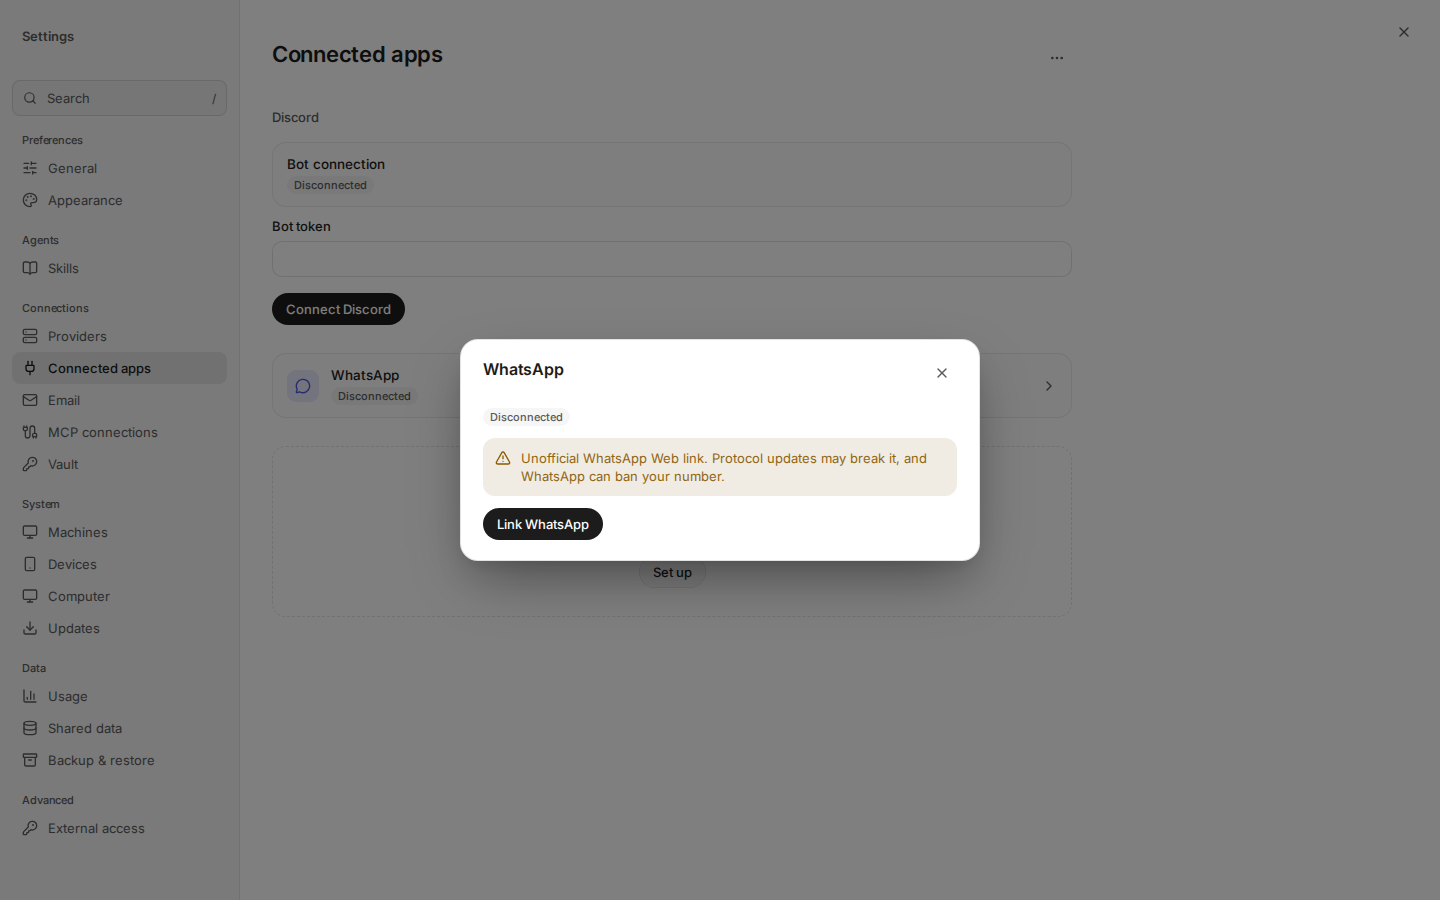 Settings
Search
/
Preferences
General
Appearance
Agents
Skills
Connections
Providers
Connected apps
Email
MCP connections
Vault
System
Machines
Devices
Computer
Updates
Data
Usage
Shared data
Backup & restore
Advanced
External access
Connected apps
Discord
Bot connection
Disconnected
Bot token
Connect Discord
WhatsApp
Disconnected
Set up
WhatsApp
Disconnected
Unofficial WhatsApp Web link. Protocol updates may break it, and
WhatsApp can ban your number.
Link WhatsApp